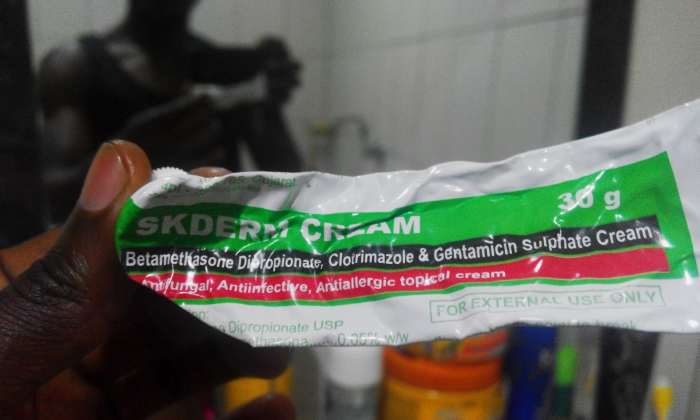 SKDERM CREAM
30 g
Betamethasone Dipropionate, Clotrimazole & Gentamicin Sulphate Cream
Antifungal, Antiinfective, Antiallergic topical cream
FOR EXTERNAL USE ONLY
Dipropionate USP
w/w